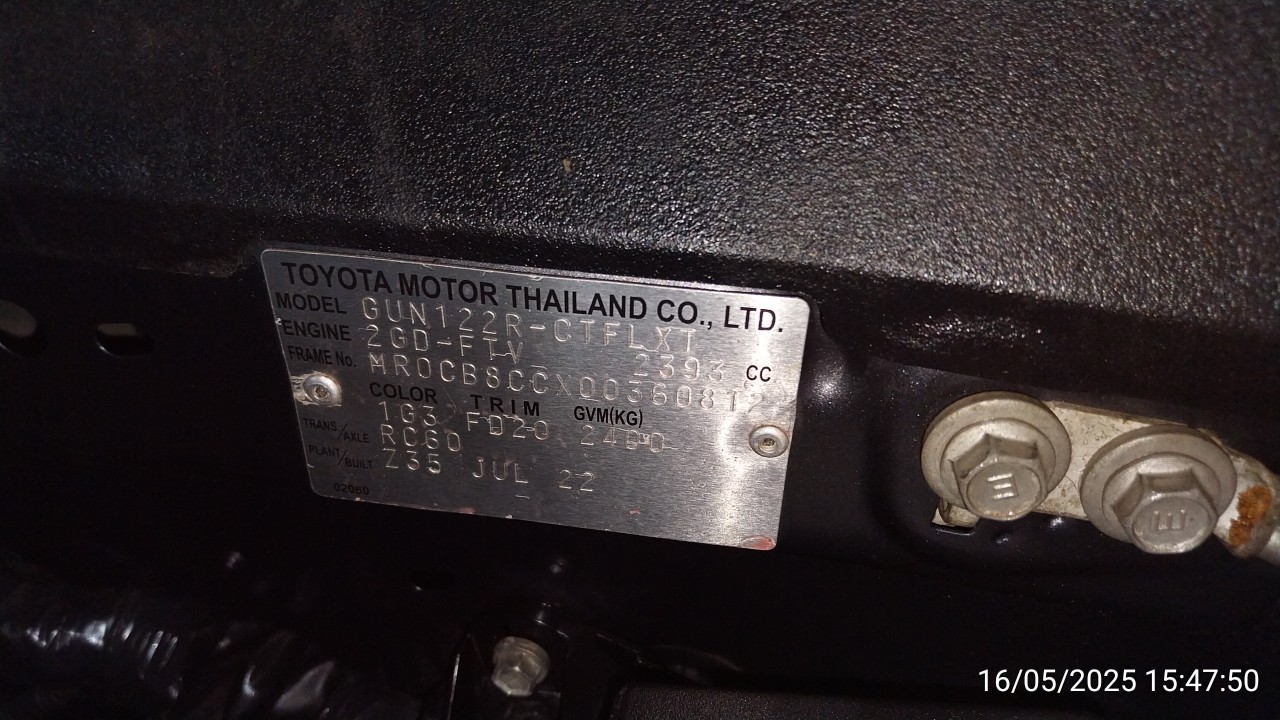 TOYOTA MOTOR THAILAND CO., LTD.
MODEL GUN122R-CTFLXT
ENGINE 2GD-FTV 2393 CC
FRAME No. MR0CB8CCX00360812
COLOR TRIM GVM(KG)
1G3 FD20 2400
TRANS/AXLE RC60
PLANT/BUILT Z35 JUL 22
02060
16/05/2025 15:47:50